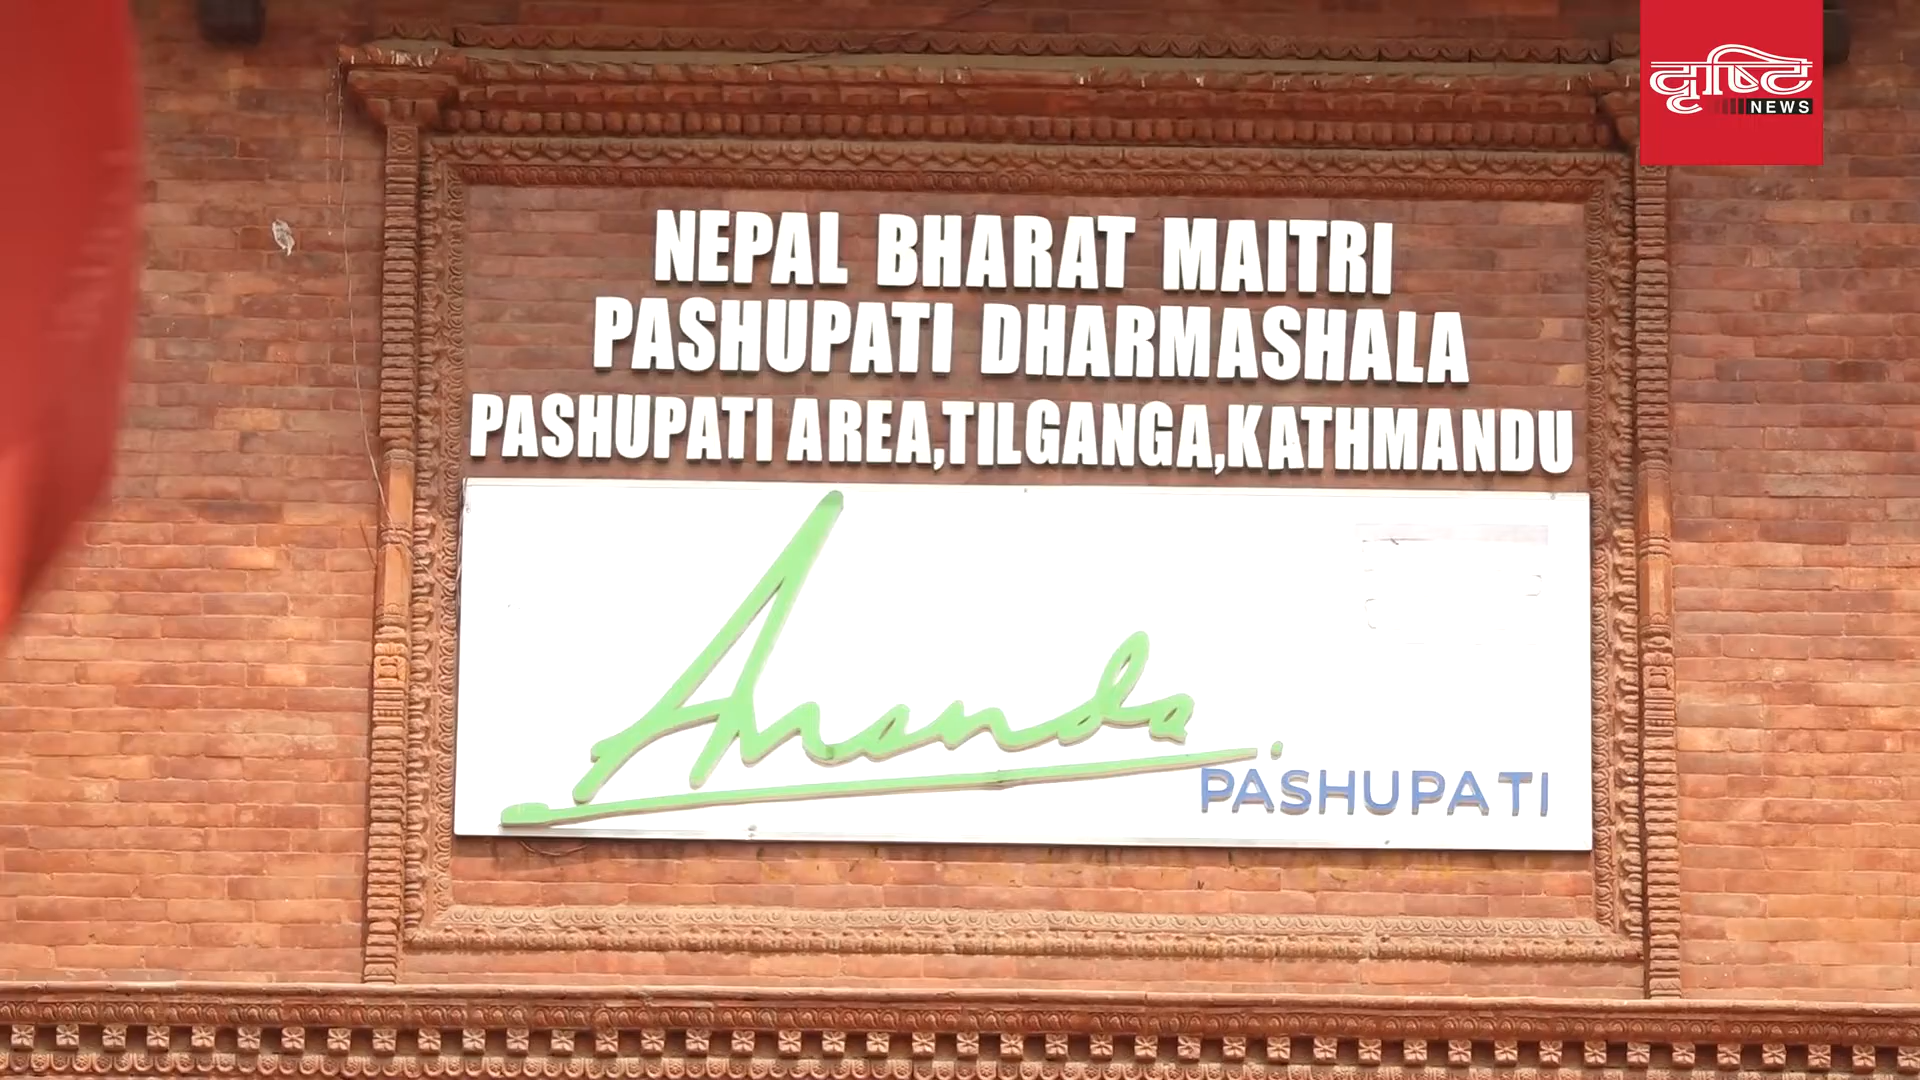 दृष्टि
NEWS
NEPAL BHARAT MAITRI
PASHUPATI DHARMASHALA
PASHUPATI AREA,TILGANGA,KATHMANDU
Ananda
PASHUPATI